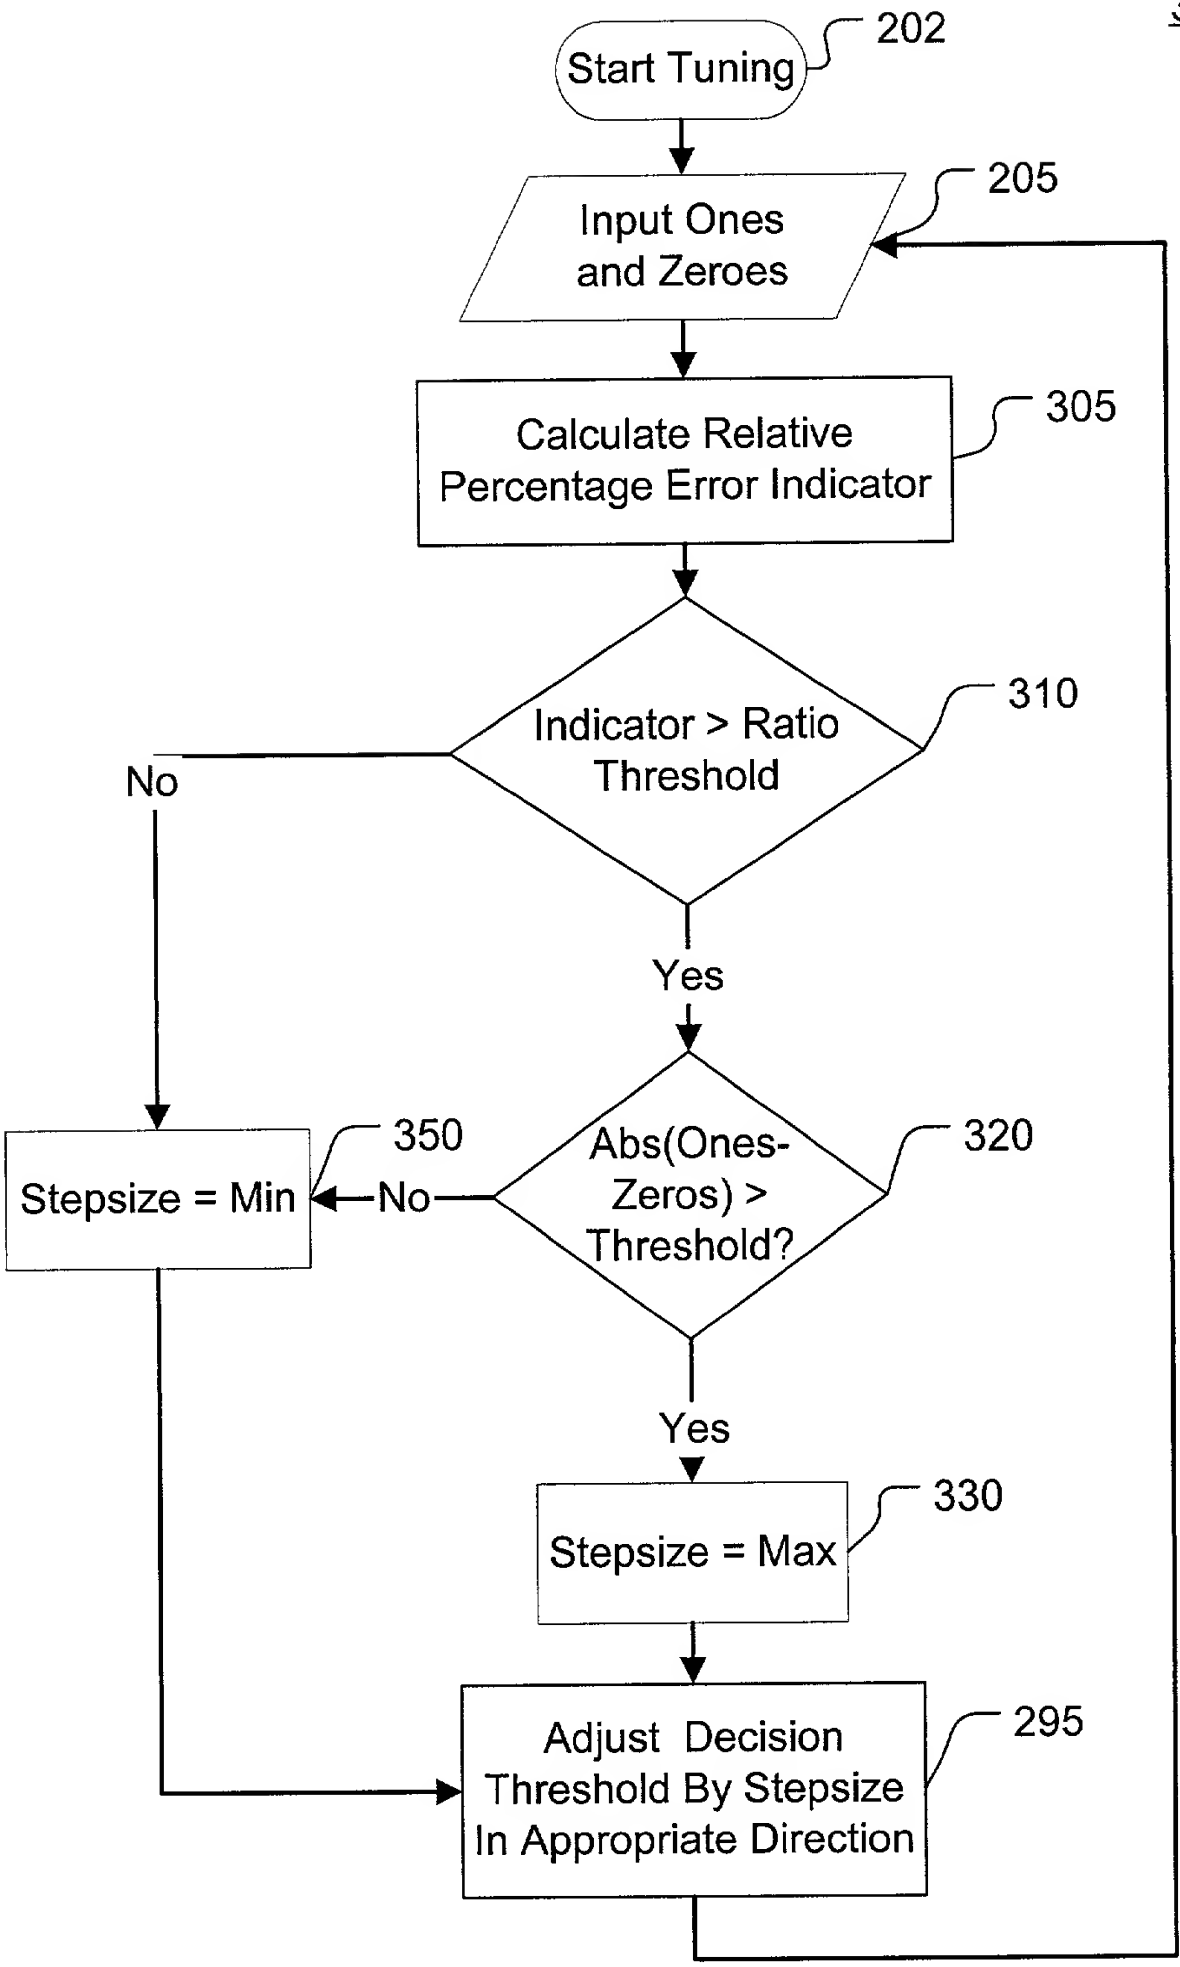 202
Start Tuning
205
Input Ones
and Zeroes
305
Calculate Relative
Percentage Error Indicator
310
Indicator > Ratio
Threshold
No
Yes
320
Abs(Ones-
Zeros) >
Threshold?
350
Stepsize = Min
No
Yes
330
Stepsize = Max
295
Adjust Decision
Threshold By Stepsize
In Appropriate Direction